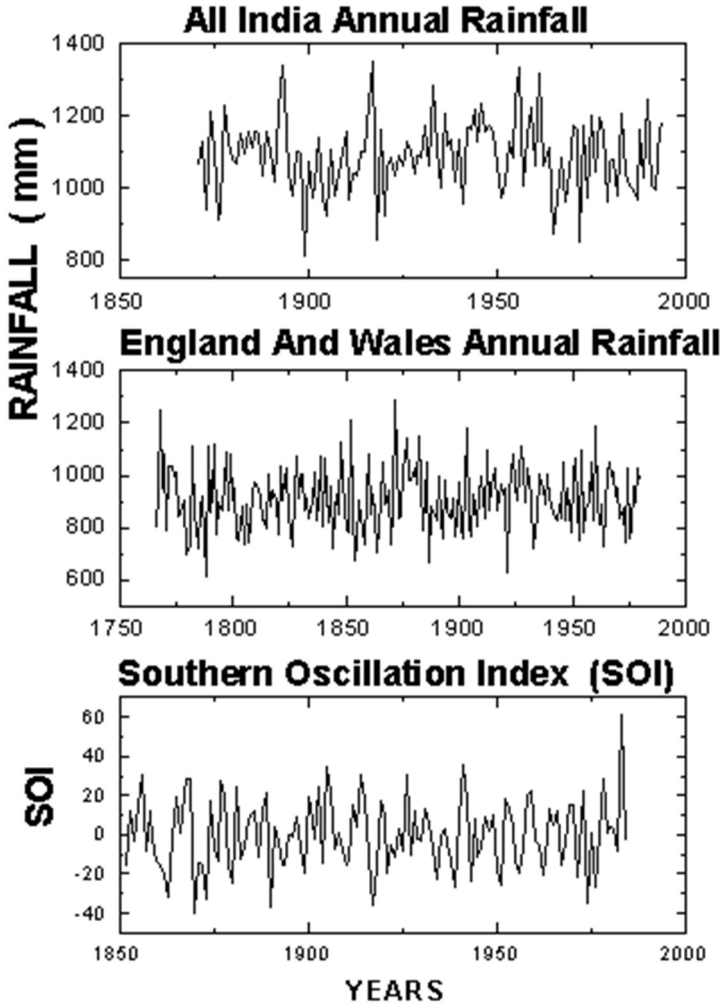 All India Annual Rainfall
1400
1200
1000
800
1850 1900 1950 2000
RAINFALL ( mm )
England And Wales Annual Rainfall
1400
1200
1000
800
600
1750 1800 1850 1900 1950 2000
Southern Oscillation Index (SOI)
60
40
20
0
-20
-40
SOI
1850 1900 1950 2000
YEARS